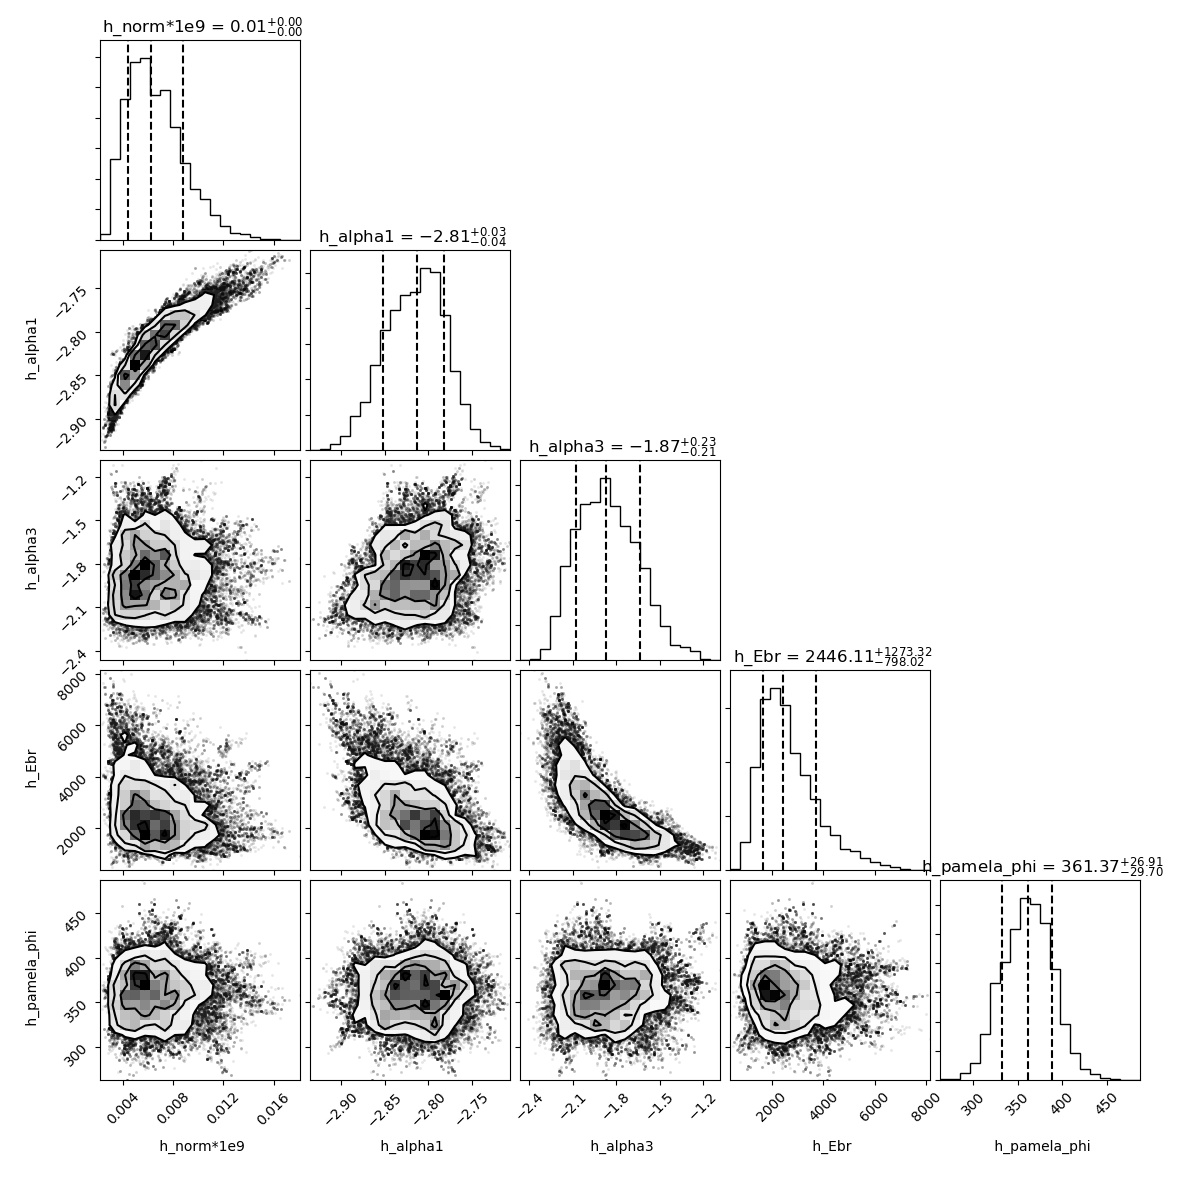 h_norm*1e9 = 0.01+0.00−0.00
h_alpha1 = −2.81+0.03−0.04
h_alpha1
−2.75
−2.80
−2.85
−2.90
h_alpha3 = −1.87+0.23−0.21
h_alpha3
−1.2
−1.5
−1.8
−2.1
−2.4
h_Ebr = 2446.11+1273.32−798.02
h_Ebr
8000
6000
4000
2000
h_pamela_phi = 361.37+26.91−29.70
h_pamela_phi
450
400
350
300
0.004 0.008 0.012 0.016 −2.90 −2.85 −2.80 −2.75 −2.4 −2.1 −1.8 −1.5 −1.2 2000 4000 6000 8000 300 350 400 450
h_norm*1e9 h_alpha1 h_alpha3 h_Ebr h_pamela_phi